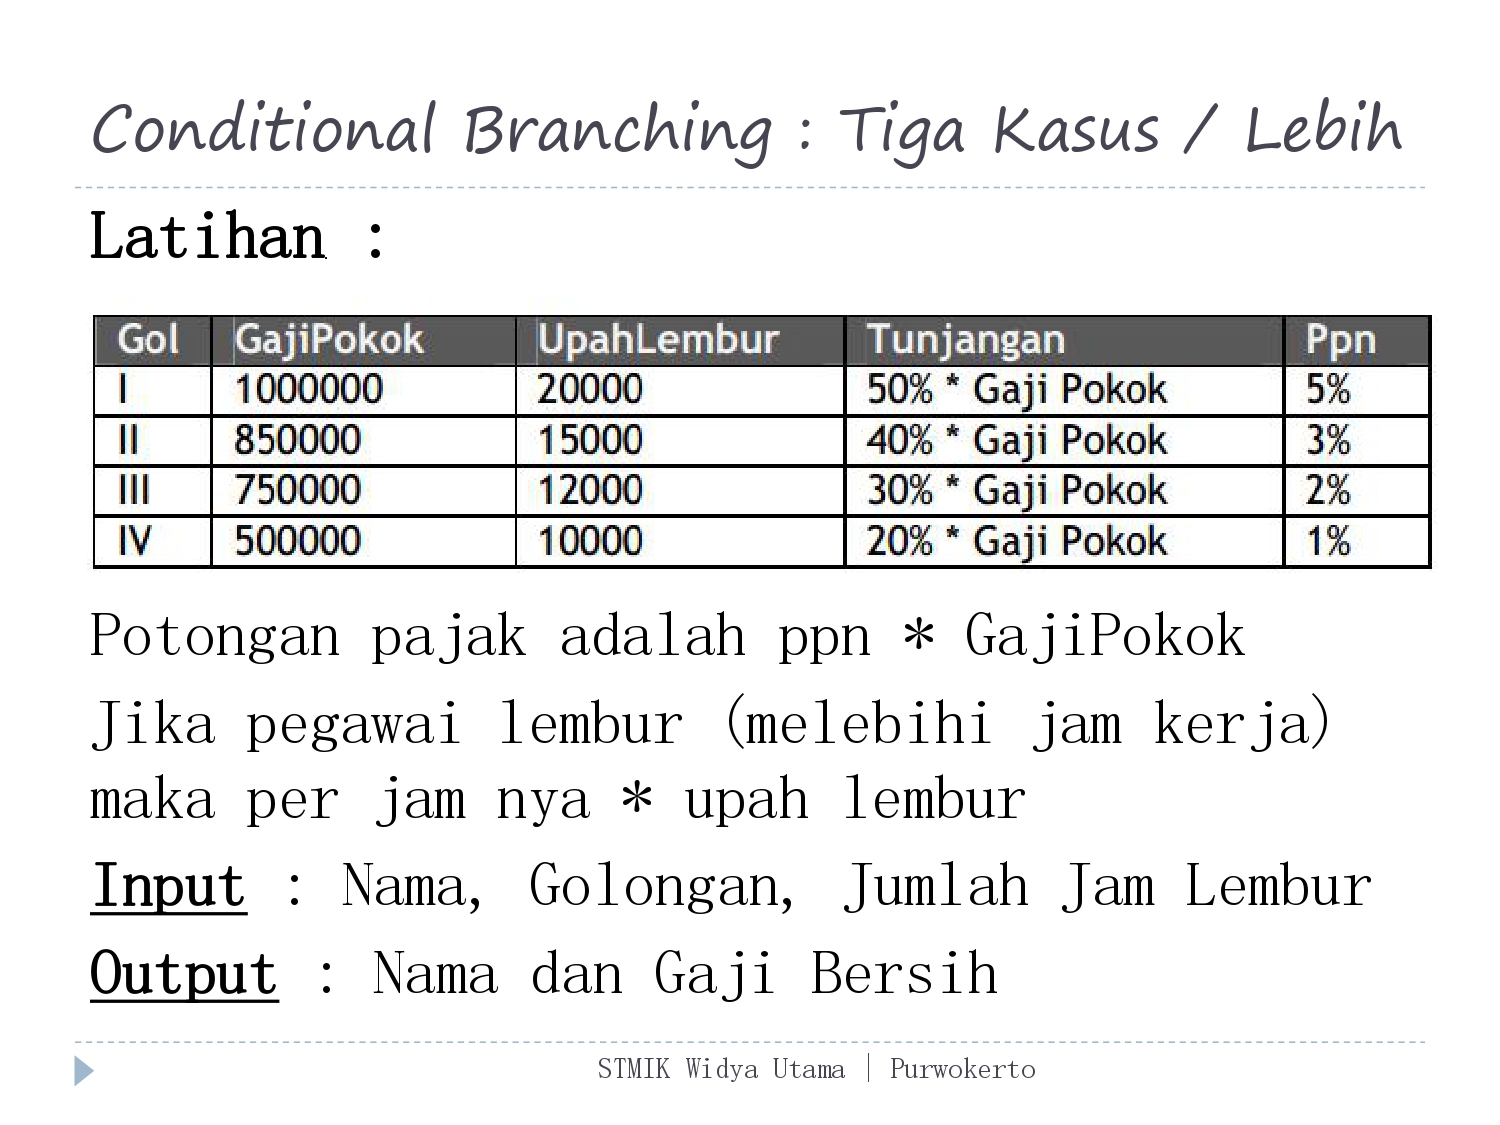 Conditional Branching : Tiga Kasus / Lebih
Latihan :
Gol GajiPokok UpahLembur Tunjangan Ppn
I 1000000 20000 50% * Gaji Pokok 5%
II 850000 15000 40% * Gaji Pokok 3%
III 750000 12000 30% * Gaji Pokok 2%
IV 500000 10000 20% * Gaji Pokok 1%
Potongan pajak adalah ppn * GajiPokok
Jika pegawai lembur (melebihi jam kerja)
maka per jam nya * upah lembur
Input : Nama, Golongan, Jumlah Jam Lembur
Output : Nama dan Gaji Bersih
STMIK Widya Utama | Purwokerto